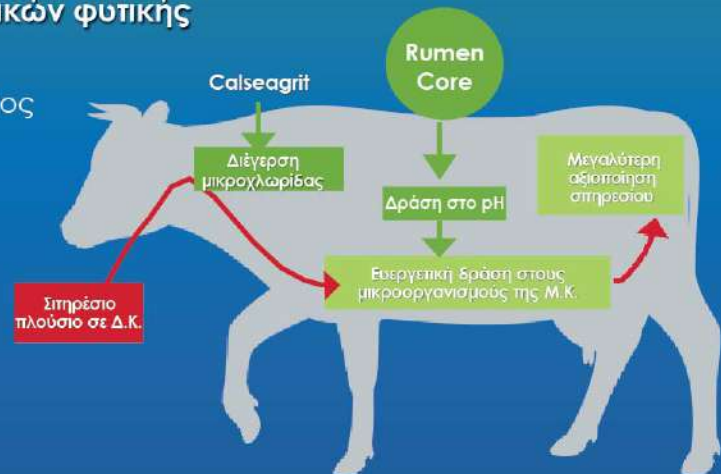 ικών φυτικής
ος
Calseagrit
Rumen
Core
Διέγερση
μικροχλωρίδας
Δράση στο pH
Μεγαλύτερη
αξιοποίηση
σιτηρεσίου
Σιτηρέσιο
πλούσιο σε Δ.Κ.
Ευεργετική δράση στους
μικροοργανισμούς της Μ.Κ.